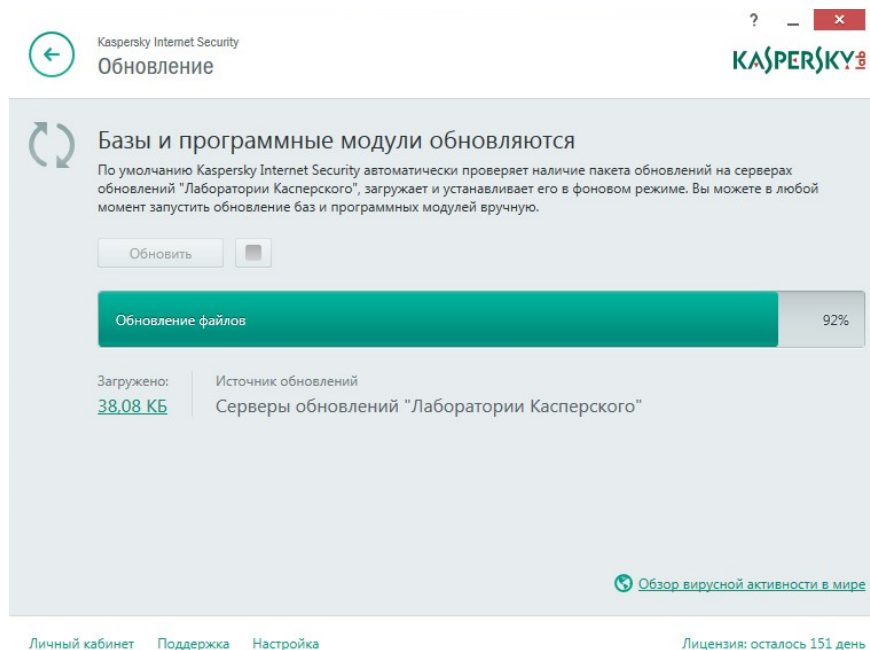 ?
Kaspersky Internet Security
Обновление
KASPERSKY lab
Базы и программные модули обновляются
По умолчанию Kaspersky Internet Security автоматически проверяет наличие пакета обновлений на серверах
обновлений "Лаборатории Касперского", загружает и устанавливает его в фоновом режиме. Вы можете в любой
момент запустить обновление баз и программных модулей вручную.
Обновить
Обновление файлов 92%
Загружено: Источник обновлений
38,08 КБ Серверы обновлений "Лаборатории Касперского"
Обзор вирусной активности в мире
Личный кабинет Поддержка Настройка Лицензия: осталось 151 день